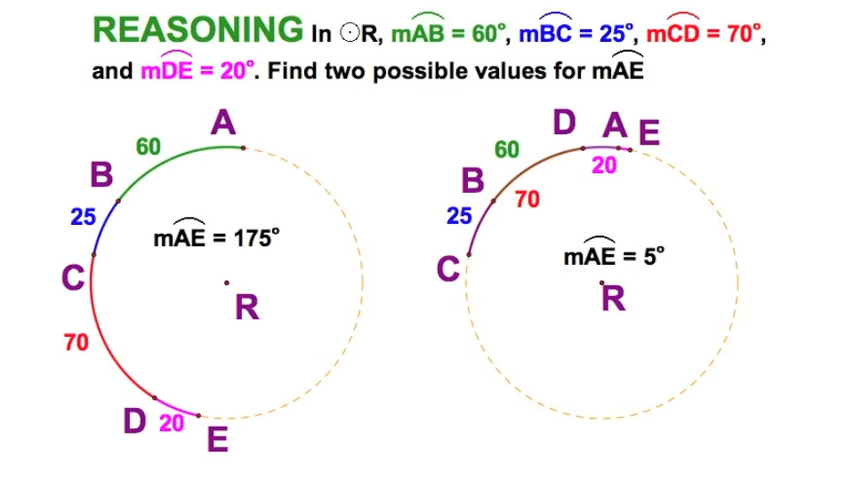 REASONING In ⊙R, mAB = 60°, mBC = 25°, mCD = 70°,
and mDE = 20°. Find two possible values for mAE
A
60
B
25
mAE = 175°
C
R
70
D
20
E
D
A
E
60
20
B
70
25
mAE = 5°
C
R